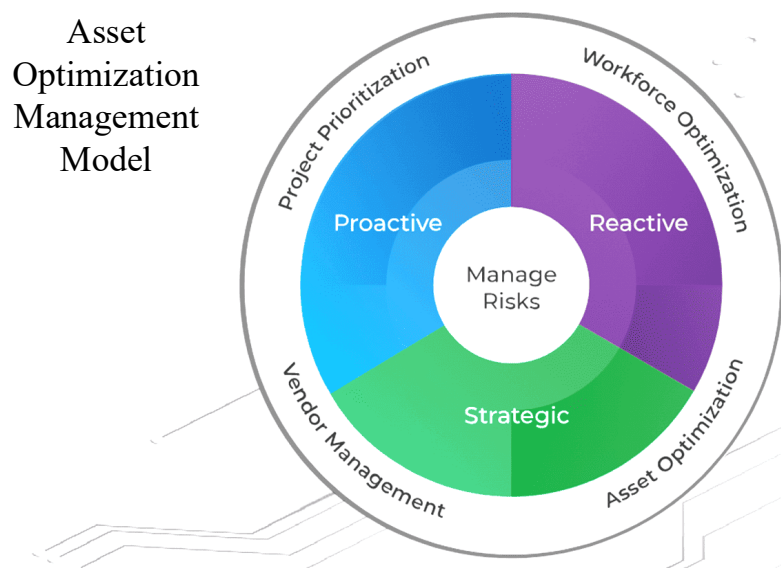 Asset
Optimization
Management
Model
Project Prioritization
Workforce Optimization
Proactive
Reactive
Manage
Risks
Strategic
Vendor Management
Asset Optimization